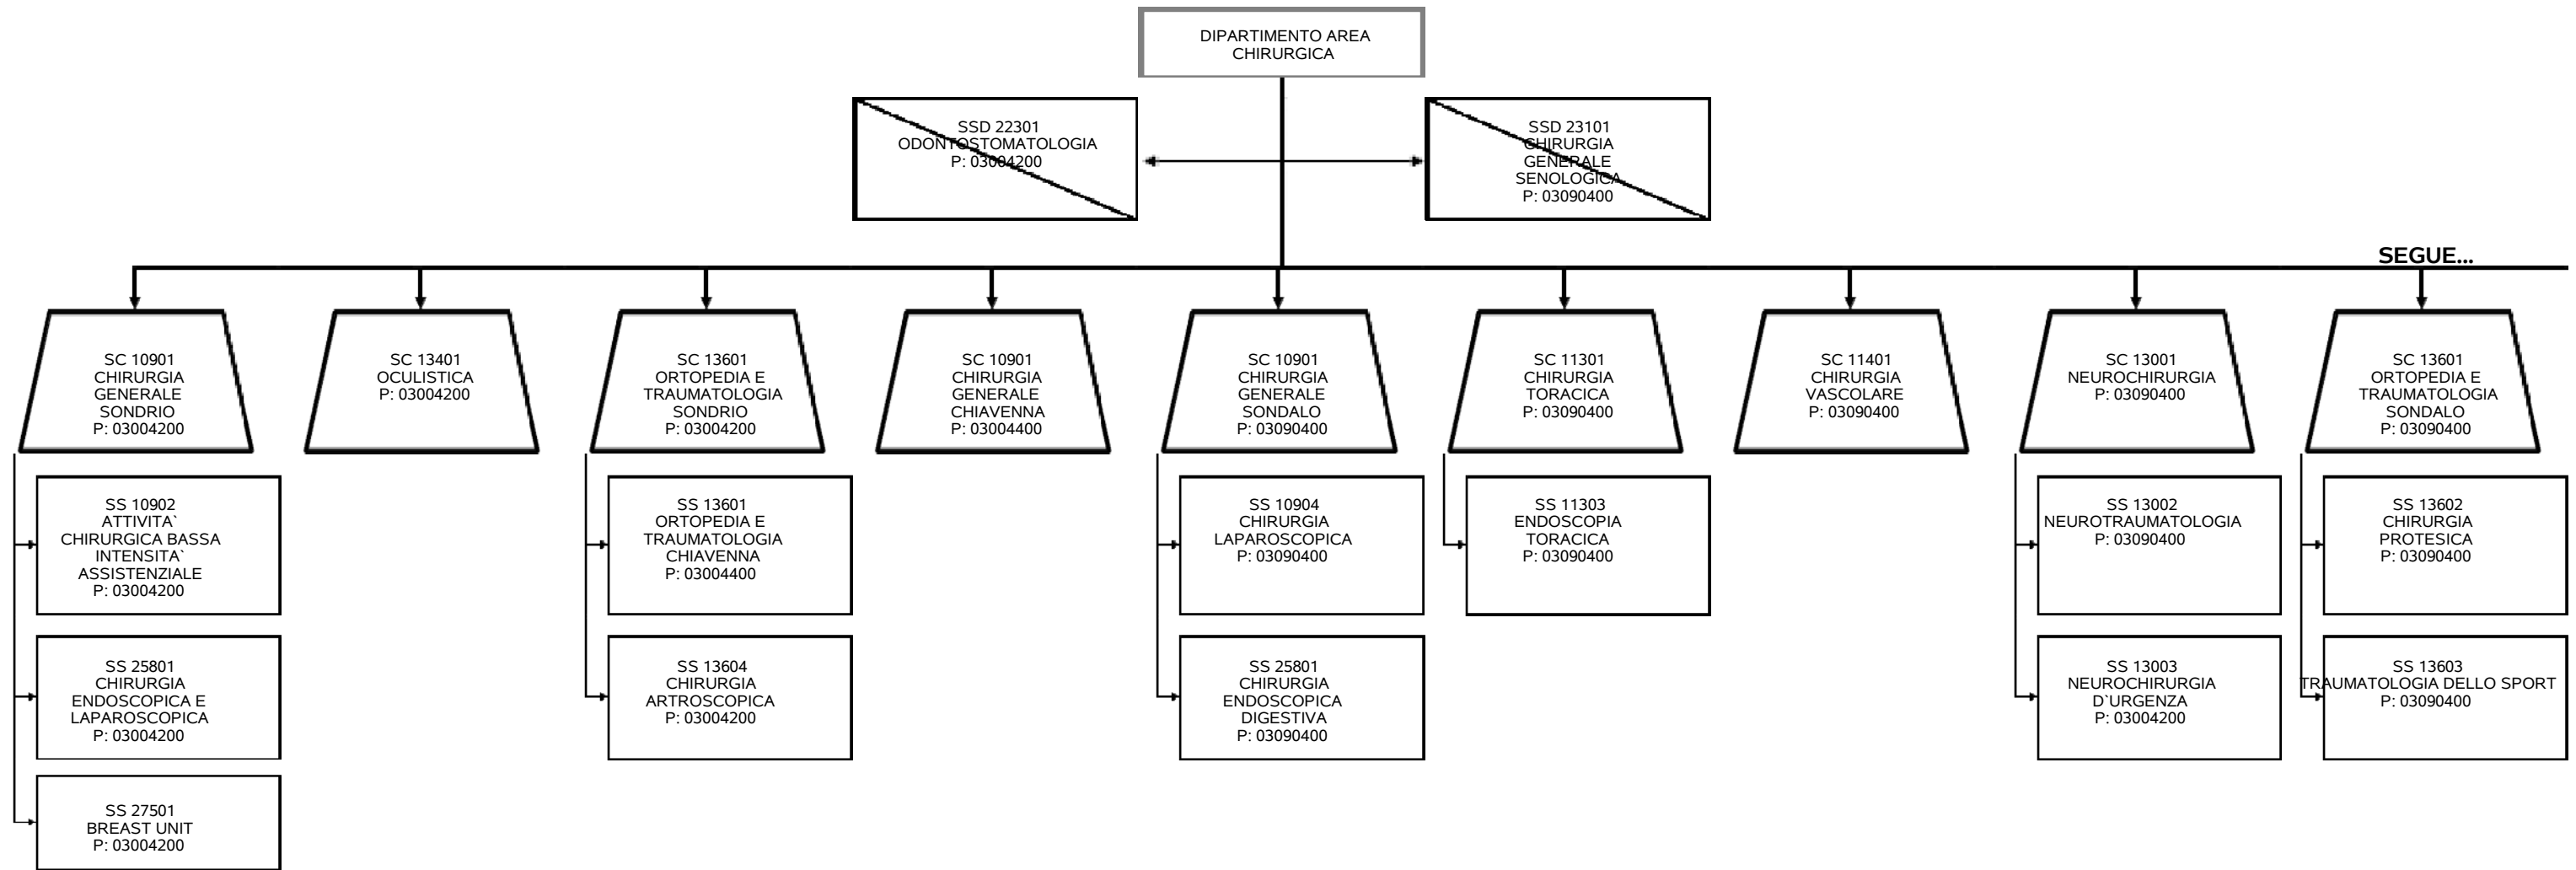 DIPARTIMENTO AREA
CHIRURGICA
SSD 22301
ODONTOSTOMATOLOGIA
P: 03004200
SSD 23101
CHIRURGIA
GENERALE
SENOLOGICA
P: 03090400
SEGUE...
SC 10901
CHIRURGIA
GENERALE
SONDRIO
P: 03004200
SC 13401
OCULISTICA
P: 03004200
SC 13601
ORTOPEDIA E
TRAUMATOLOGIA
SONDRIO
P: 03004200
SC 10901
CHIRURGIA
GENERALE
CHIAVENNA
P: 03004400
SC 10901
CHIRURGIA
GENERALE
SONDALO
P: 03090400
SC 11301
CHIRURGIA
TORACICA
P: 03090400
SC 11401
CHIRURGIA
VASCOLARE
P: 03090400
SC 13001
NEUROCHIRURGIA
P: 03090400
SC 13601
ORTOPEDIA E
TRAUMATOLOGIA
SONDALO
P: 03090400
SS 10902
ATTIVITA`
CHIRURGICA BASSA
INTENSITA`
ASSISTENZIALE
P: 03004200
SS 13601
ORTOPEDIA E
TRAUMATOLOGIA
CHIAVENNA
P: 03004400
SS 10904
CHIRURGIA
LAPAROSCOPICA
P: 03090400
SS 11303
ENDOSCOPIA
TORACICA
P: 03090400
SS 13002
NEUROTRAUMATOLOGIA
P: 03090400
SS 13602
CHIRURGIA
PROTESICA
P: 03090400
SS 25801
CHIRURGIA
ENDOSCOPICA E
LAPAROSCOPICA
P: 03004200
SS 13604
CHIRURGIA
ARTROSCOPICA
P: 03004200
SS 25801
CHIRURGIA
ENDOSCOPICA
DIGESTIVA
P: 03090400
SS 13003
NEUROCHIRURGIA
D`URGENZA
P: 03004200
SS 13603
TRAUMATOLOGIA DELLO SPORT
P: 03090400
SS 27501
BREAST UNIT
P: 03004200